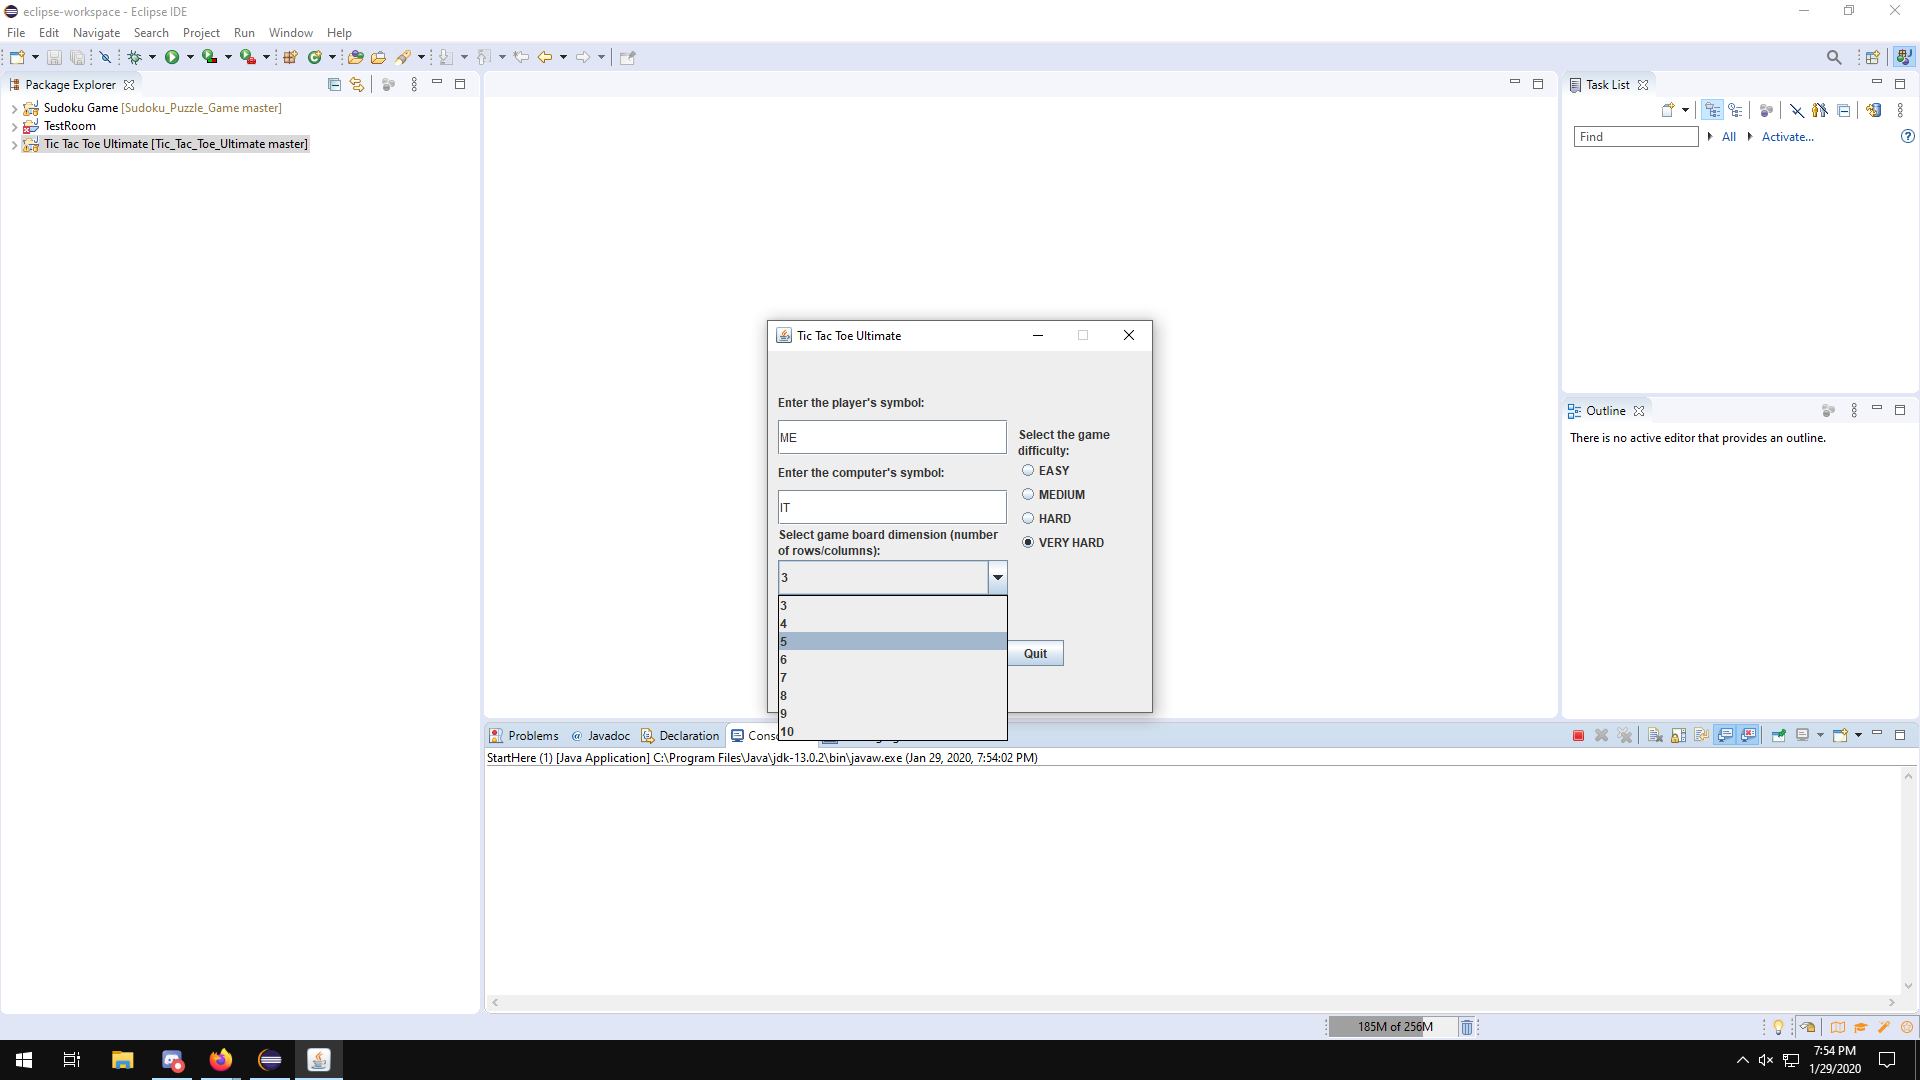 eclipse-workspace - Eclipse IDE
File Edit Navigate Search Project Run Window Help
Package Explorer
Sudoku Game [Sudoku_Puzzle_Game master]
TestRoom
Tic Tac Toe Ultimate [Tic_Tac_Toe_Ultimate master]
Task List
Find
All
Activate...
Outline
There is no active editor that provides an outline.
Tic Tac Toe Ultimate
Enter the player's symbol:
ME
Enter the computer's symbol:
IT
Select game board dimension (number
of rows/columns):
3
3
4
5
6
7
8
9
10
Select the game
difficulty:
EASY
MEDIUM
HARD
VERY HARD
Quit
Problems @ Javadoc Declaration Cons
StartHere (1) [Java Application] C:\Program Files\Java\jdk-13.0.2\bin\javaw.exe (Jan 29, 2020, 7:54:02 PM)
185M of 256M
7:54 PM
1/29/2020